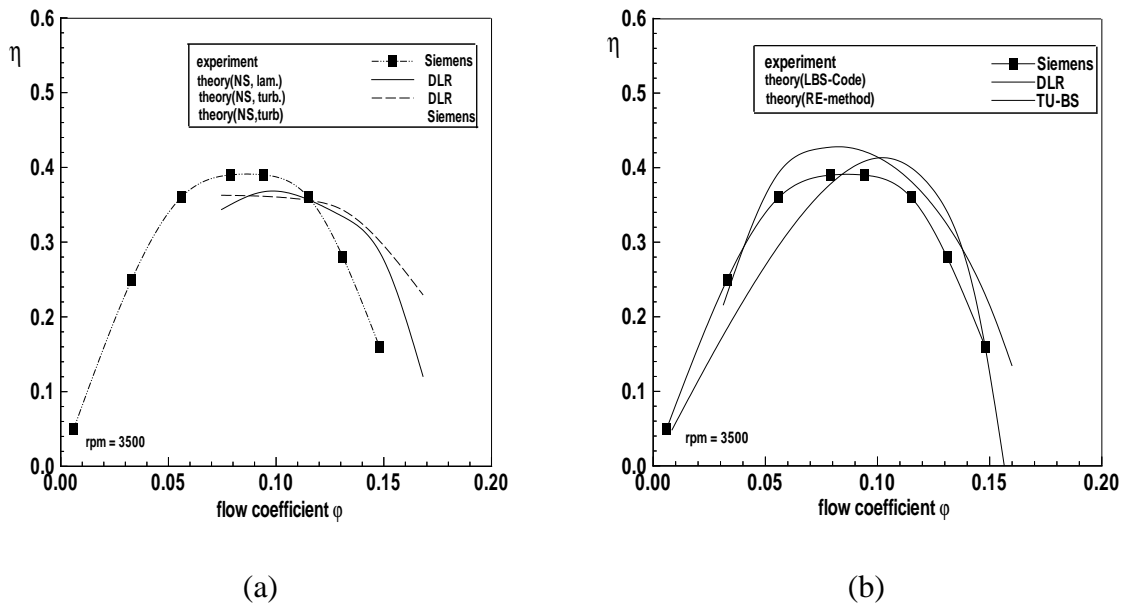 0.6
η
0.5
0.4
0.3
0.2
0.1
0.0
0.00 0.05 0.10 0.15 0.20
flow coefficient φ
experiment Siemens
theory(NS, lam.) DLR
theory(NS, turb.) DLR
theory(NS,turb) Siemens
rpm = 3500
(a)
0.6
η
0.5
0.4
0.3
0.2
0.1
0.0
0.00 0.05 0.10 0.15 0.20
flow coefficient φ
experiment Siemens
theory(LBS-Code) DLR
theory(RE-method) TU-BS
rpm = 3500
(b)